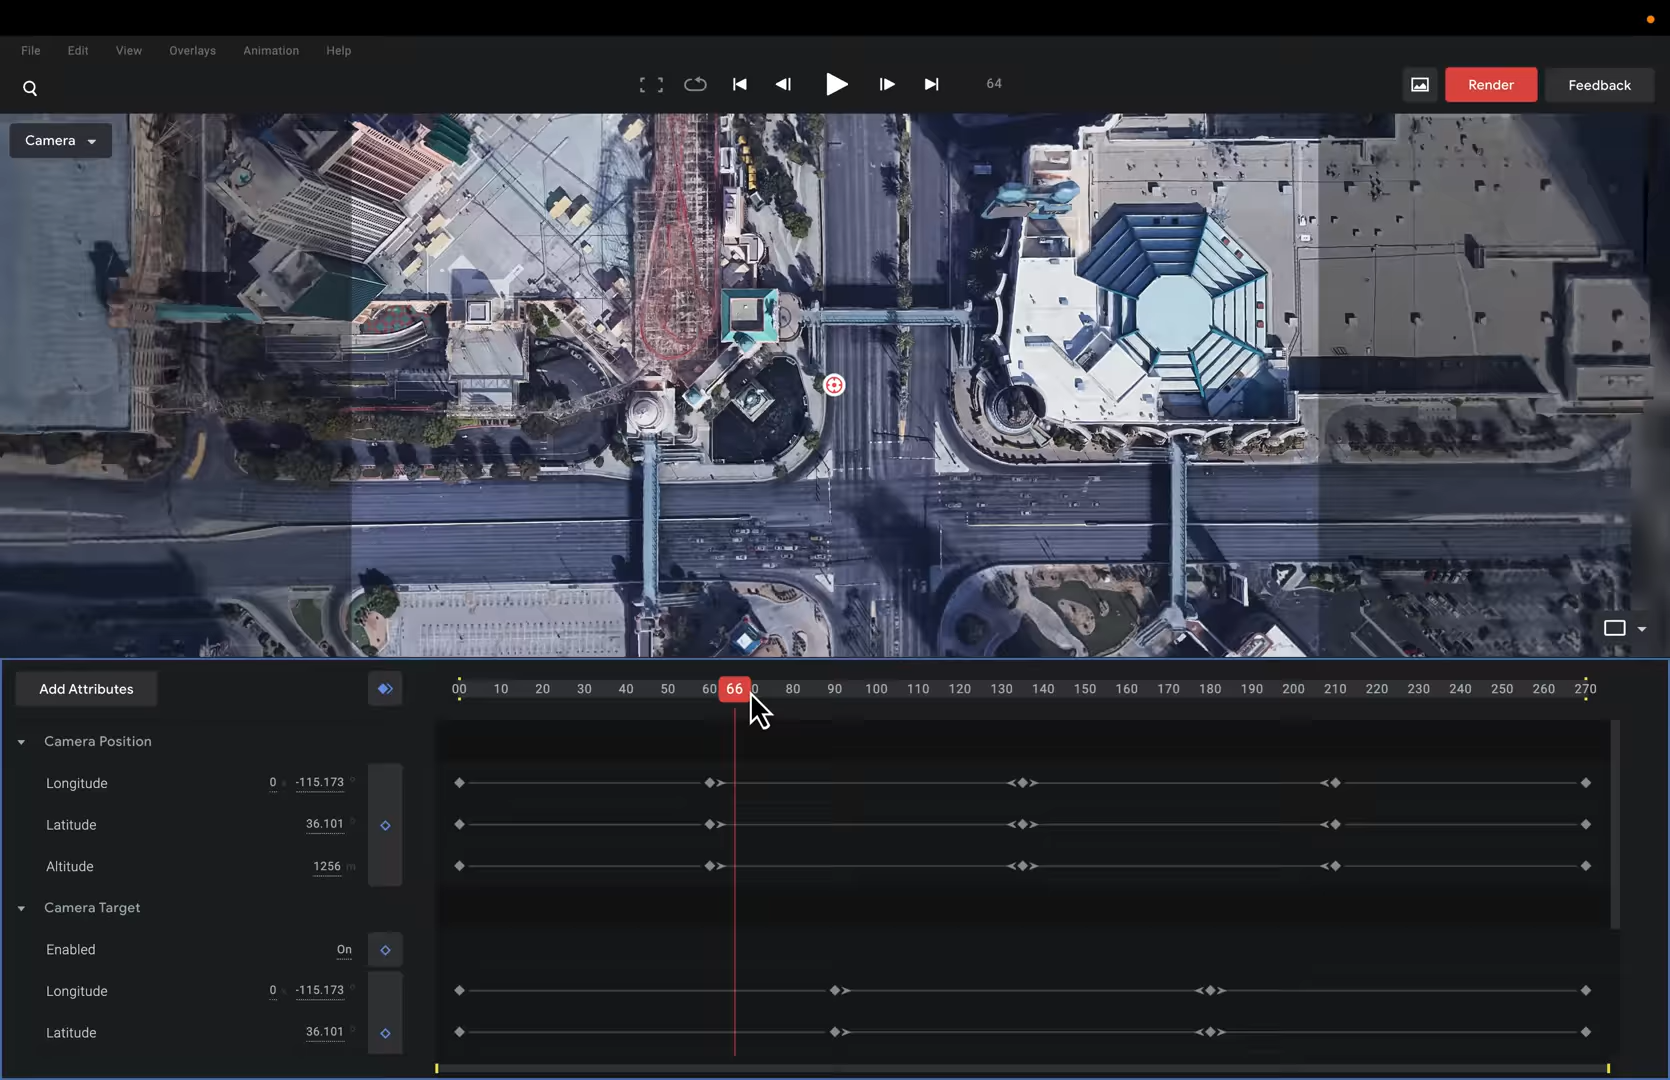 File Edit View Overlays Animation Help
64
Render
Feedback
Camera
Add Attributes
00 10 20 30 40 50 60 66 0 80 90 100 110 120 130 140 150 160 170 180 190 200 210 220 230 240 250 260 270
Camera Position
Longitude 0 x -115.173 °
Latitude 36.101 °
Altitude 1256 m
Camera Target
Enabled On
Longitude 0 x -115.173 °
Latitude 36.101 °